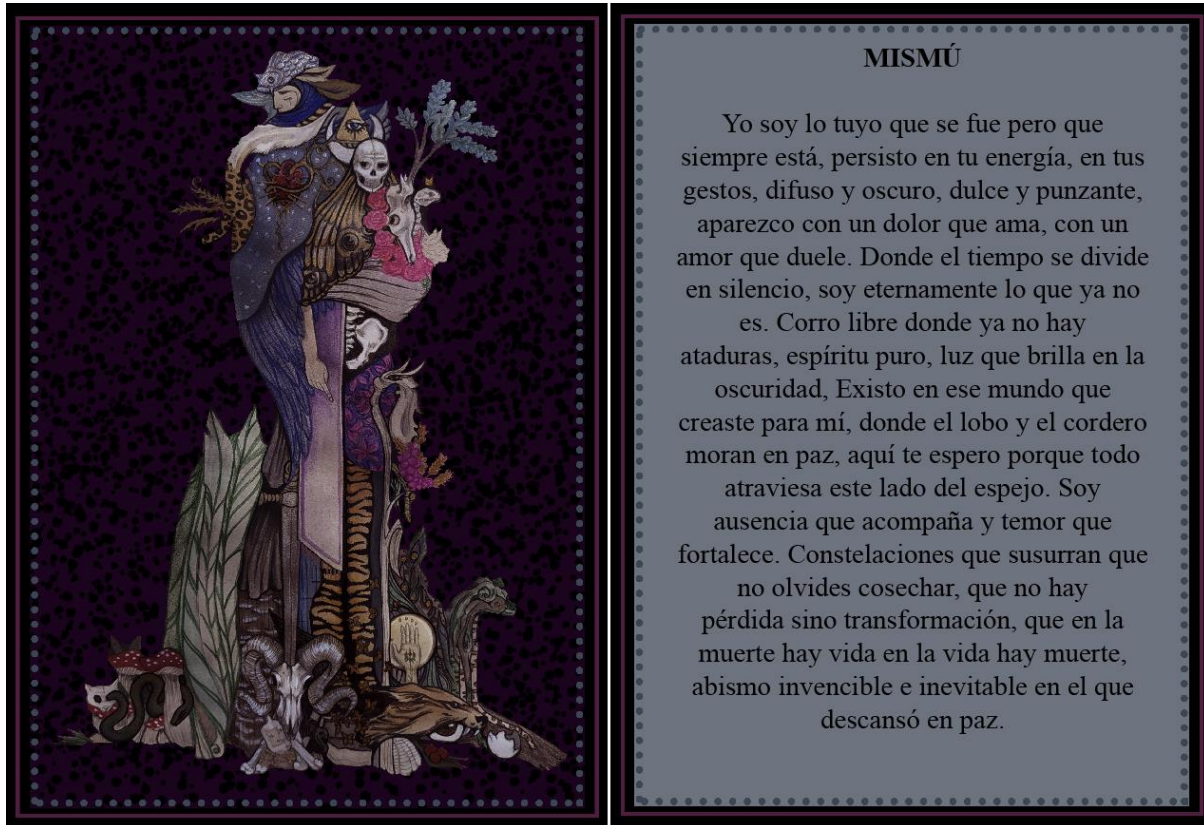 MISMÚ
Yo soy lo tuyo que se fue pero que
siempre está, persisto en tu energía, en tus
gestos, difuso y oscuro, dulce y punzante,
aparezco con un dolor que ama, con un
amor que duele. Donde el tiempo se divide
en silencio, soy eternamente lo que ya no
es. Corro libre donde ya no hay
ataduras, espíritu puro, luz que brilla en la
oscuridad, Existo en ese mundo que
creaste para mí, donde el lobo y el cordero
moran en paz, aquí te espero porque todo
atraviesa este lado del espejo. Soy
ausencia que acompaña y temor que
fortalece. Constelaciones que susurran que
no olvides cosechar, que no hay
pérdida sino transformación, que en la
muerte hay vida en la vida hay muerte,
abismo invencible e inevitable en el que
descansó en paz.